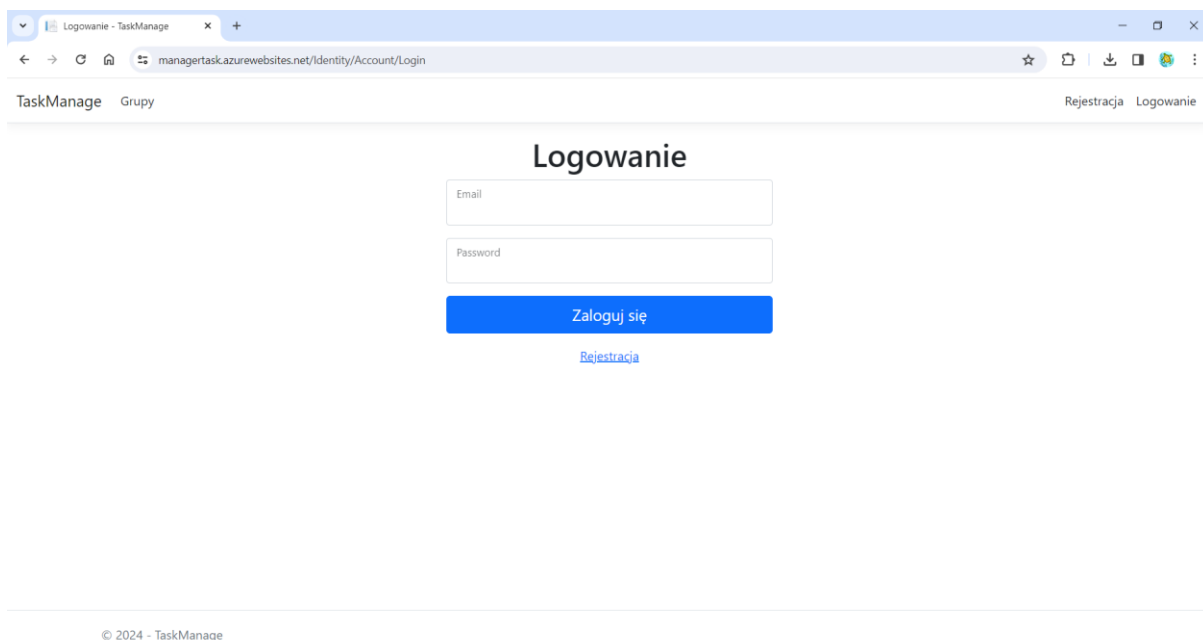 Logowanie - TaskManage
managertask.azurewebsites.net/Identity/Account/Login
TaskManage Grupy Rejestracja Logowanie
Logowanie
Email
Password
Zaloguj się
Rejestracja
© 2024 - TaskManage